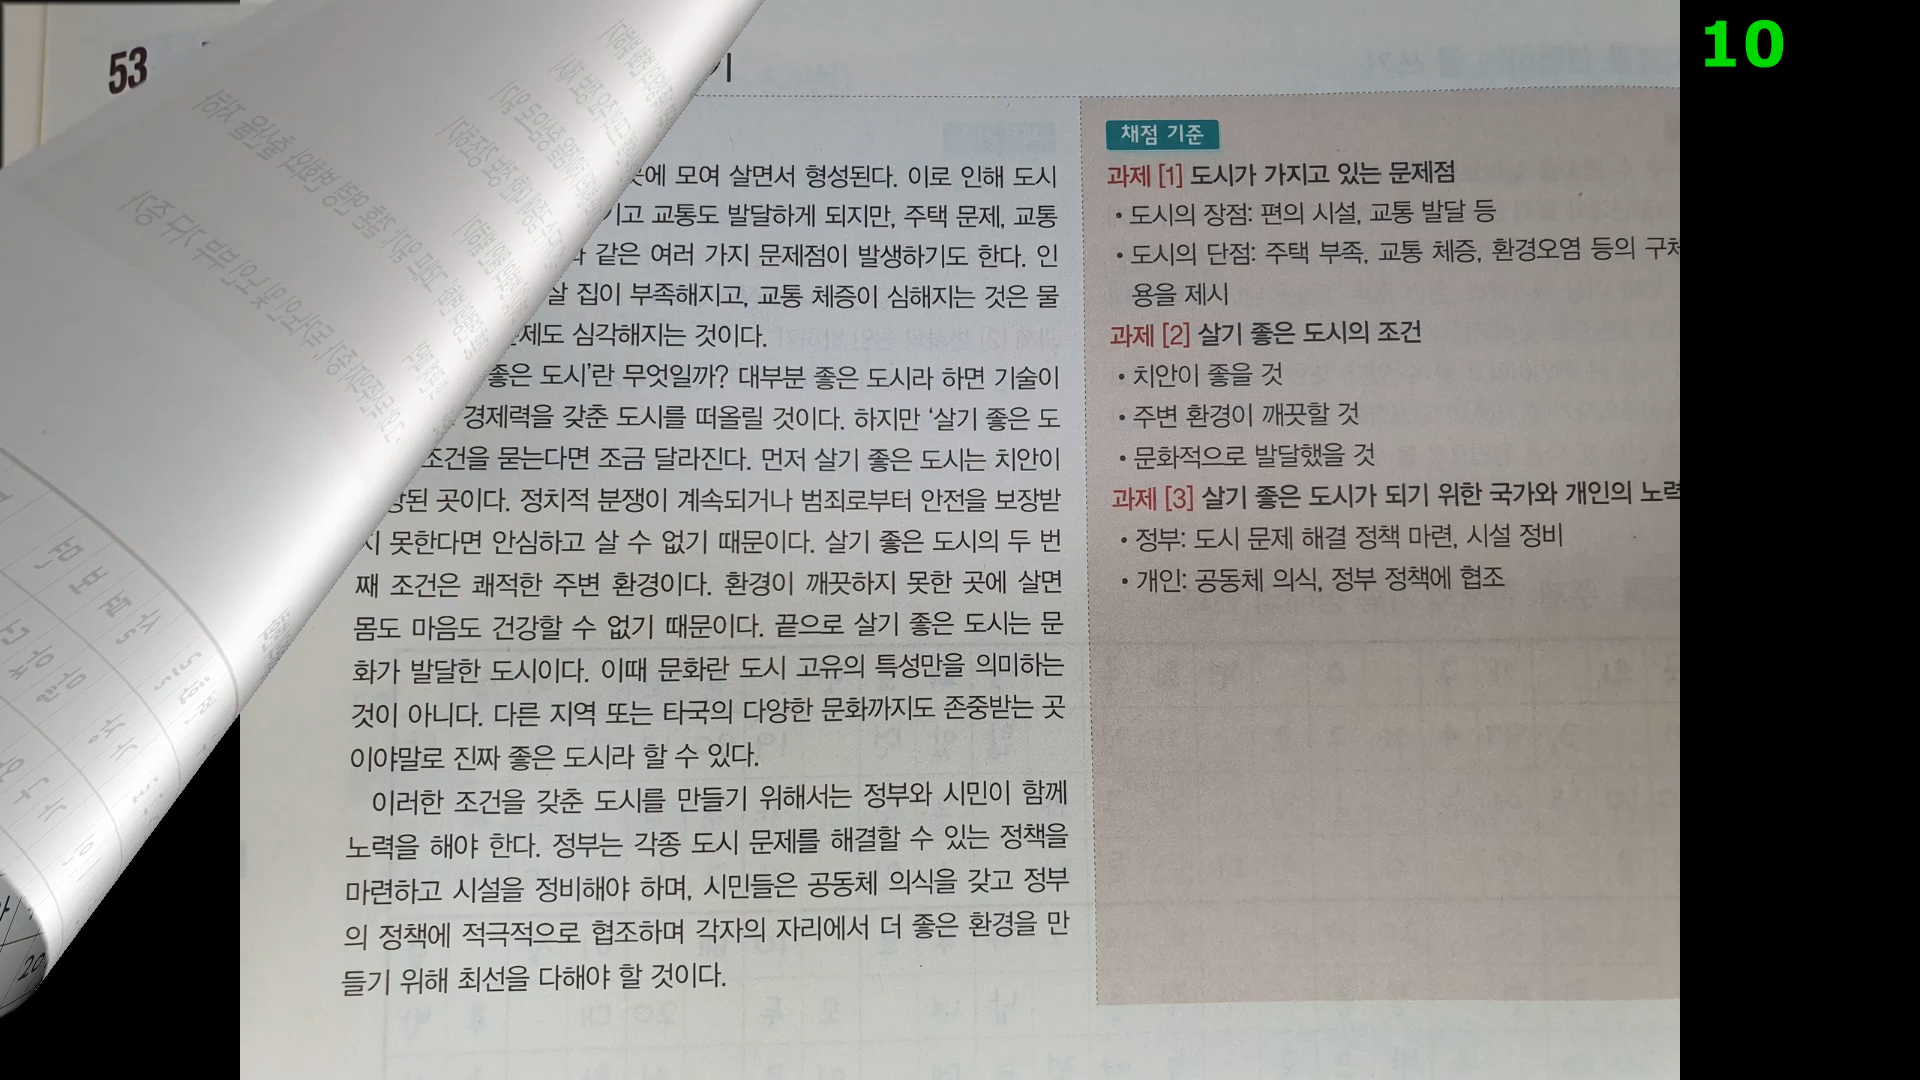 10
53
기
곳에 모여 살면서 형성된다. 이로 인해 도시
기고 교통도 발달하게 되지만, 주택 문제, 교통
같은 여러 가지 문제점이 발생하기도 한다. 인
살 집이 부족해지고, 교통 체증이 심해지는 것은 물
문제도 심각해지는 것이다.
좋은 도시’란 무엇일까? 대부분 좋은 도시라 하면 기술이
경제력을 갖춘 도시를 떠올릴 것이다. 하지만 ‘살기 좋은 도
조건을 묻는다면 조금 달라진다. 먼저 살기 좋은 도시는 치안이
장된 곳이다. 정치적 분쟁이 계속되거나 범죄로부터 안전을 보장받
지 못한다면 안심하고 살 수 없기 때문이다. 살기 좋은 도시의 두 번
째 조건은 쾌적한 주변 환경이다. 환경이 깨끗하지 못한 곳에 살면
몸도 마음도 건강할 수 없기 때문이다. 끝으로 살기 좋은 도시는 문
화가 발달한 도시이다. 이때 문화란 도시 고유의 특성만을 의미하는
것이 아니다. 다른 지역 또는 타국의 다양한 문화까지도 존중받는 곳
이야말로 진짜 좋은 도시라 할 수 있다.
이러한 조건을 갖춘 도시를 만들기 위해서는 정부와 시민이 함께
노력을 해야 한다. 정부는 각종 도시 문제를 해결할 수 있는 정책을
마련하고 시설을 정비해야 하며, 시민들은 공동체 의식을 갖고 정부
의 정책에 적극적으로 협조하며 각자의 자리에서 더 좋은 환경을 만
들기 위해 최선을 다해야 할 것이다.
채점 기준
과제 [1] 도시가 가지고 있는 문제점
• 도시의 장점: 편의 시설, 교통 발달 등
• 도시의 단점: 주택 부족, 교통 체증, 환경오염 등의 구체
용을 제시
과제 [2] 살기 좋은 도시의 조건
• 치안이 좋을 것
• 주변 환경이 깨끗할 것
• 문화적으로 발달했을 것
과제 [3] 살기 좋은 도시가 되기 위한 국가와 개인의 노력
• 정부: 도시 문제 해결 정책 마련, 시설 정비
• 개인: 공동체 의식, 정부 정책에 협조